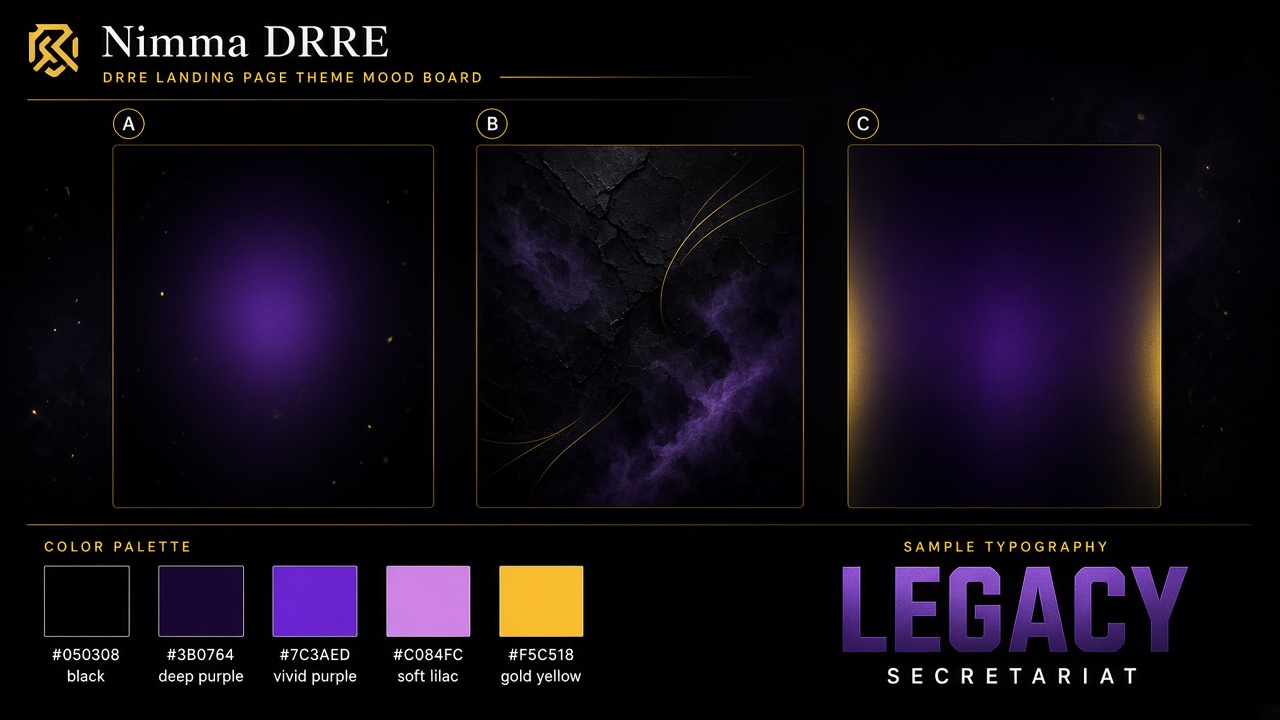 Nimma DRRE
DRRE LANDING PAGE THEME MOOD BOARD
A
B
C
COLOR PALETTE
#050308
black
#3B0764
deep purple
#7C3AED
vivid purple
#C084FC
soft lilac
#F5C518
gold yellow
SAMPLE TYPOGRAPHY
LEGACY
SECRETARIAT